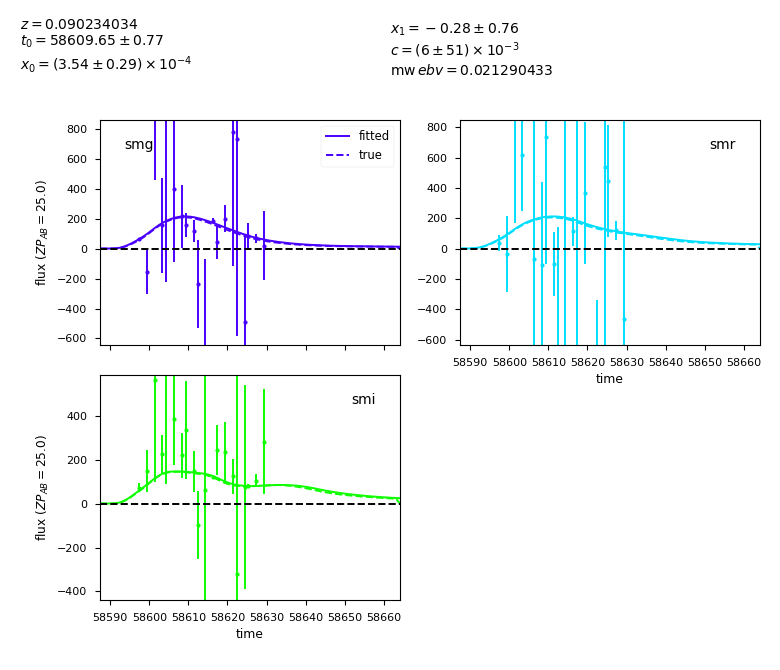 z = 0.090234034
t₀ = 58609.65 ± 0.77
x₀ = (3.54 ± 0.29) × 10⁻⁴
x₁ = −0.28 ± 0.76
c = (6 ± 51) × 10⁻³
mw ebv = 0.021290433
smg
fitted
true
800
600
400
200
0
−200
−400
−600
flux (ZP_AB = 25.0)
smr
800
600
400
200
0
−200
−400
−600
58590 58600 58610 58620 58630 58640 58650 58660
time
smi
400
200
0
−200
−400
flux (ZP_AB = 25.0)
58590 58600 58610 58620 58630 58640 58650 58660
time